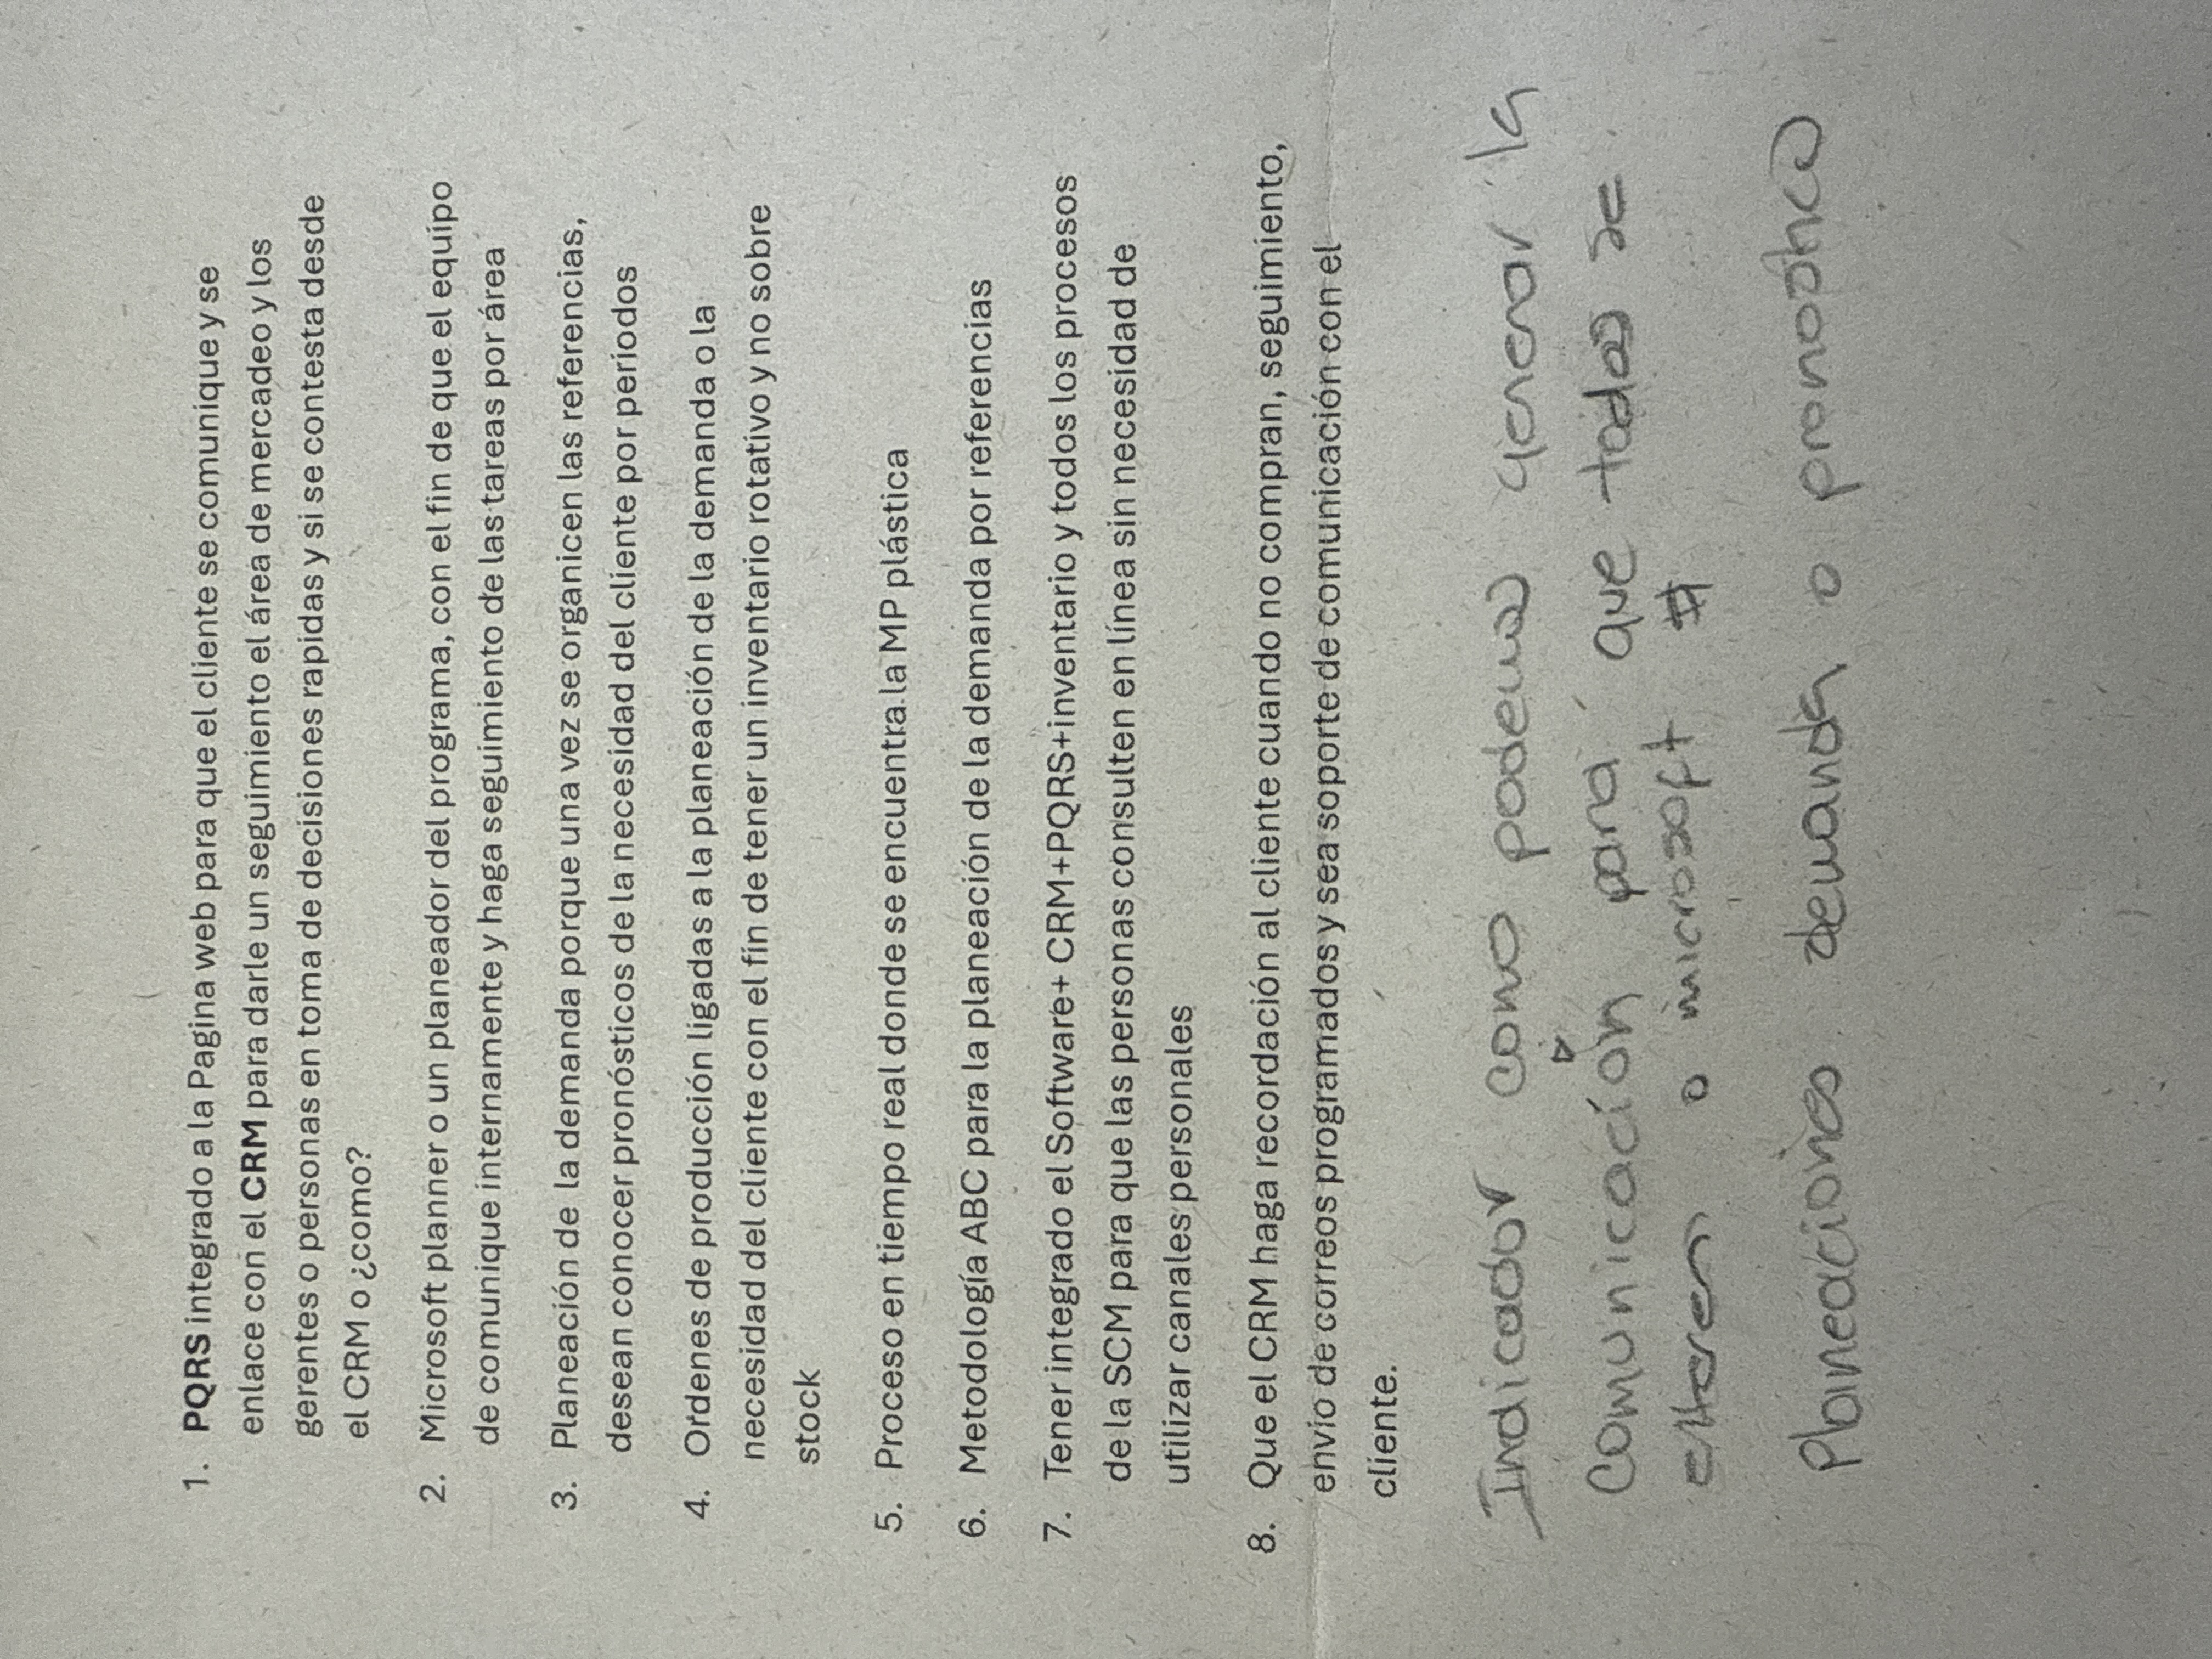 1. PQRS integrado a la Pagina web para que el cliente se comunique y se
enlace con el CRM para darle un seguimiento el área de mercadeo y los
gerentes o personas en toma de decisiones rapidas y si se contesta desde
el CRM o ¿como?
2. Microsoft planner o un planeador del programa, con el fin de que el equipo
de comunique internamente y haga seguimiento de las tareas por área
3. Planeación de la demanda porque una vez se organicen las referencias,
desean conocer pronósticos de la necesidad del cliente por periodos
4. Ordenes de producción ligadas a la planeación de la demanda o la
necesidad del cliente con el fin de tener un inventario rotativo y no sobre
stock
5. Proceso en tiempo real donde se encuentra la MP plástica
6. Metodología ABC para la planeación de la demanda por referencias
7. Tener integrado el Software+ CRM+PQRS+inventario y todos los procesos
de la SCM para que las personas consulten en línea sin necesidad de
utilizar canales personales
8. Que el CRM haga recordación al cliente cuando no compran, seguimiento,
envio de correos programados y sea soporte de comunicación con el
cliente.
Indicador como podemos generar la
comunicación para que todos se
enteren o microsoft #
Planeaciones demanda o pronostico